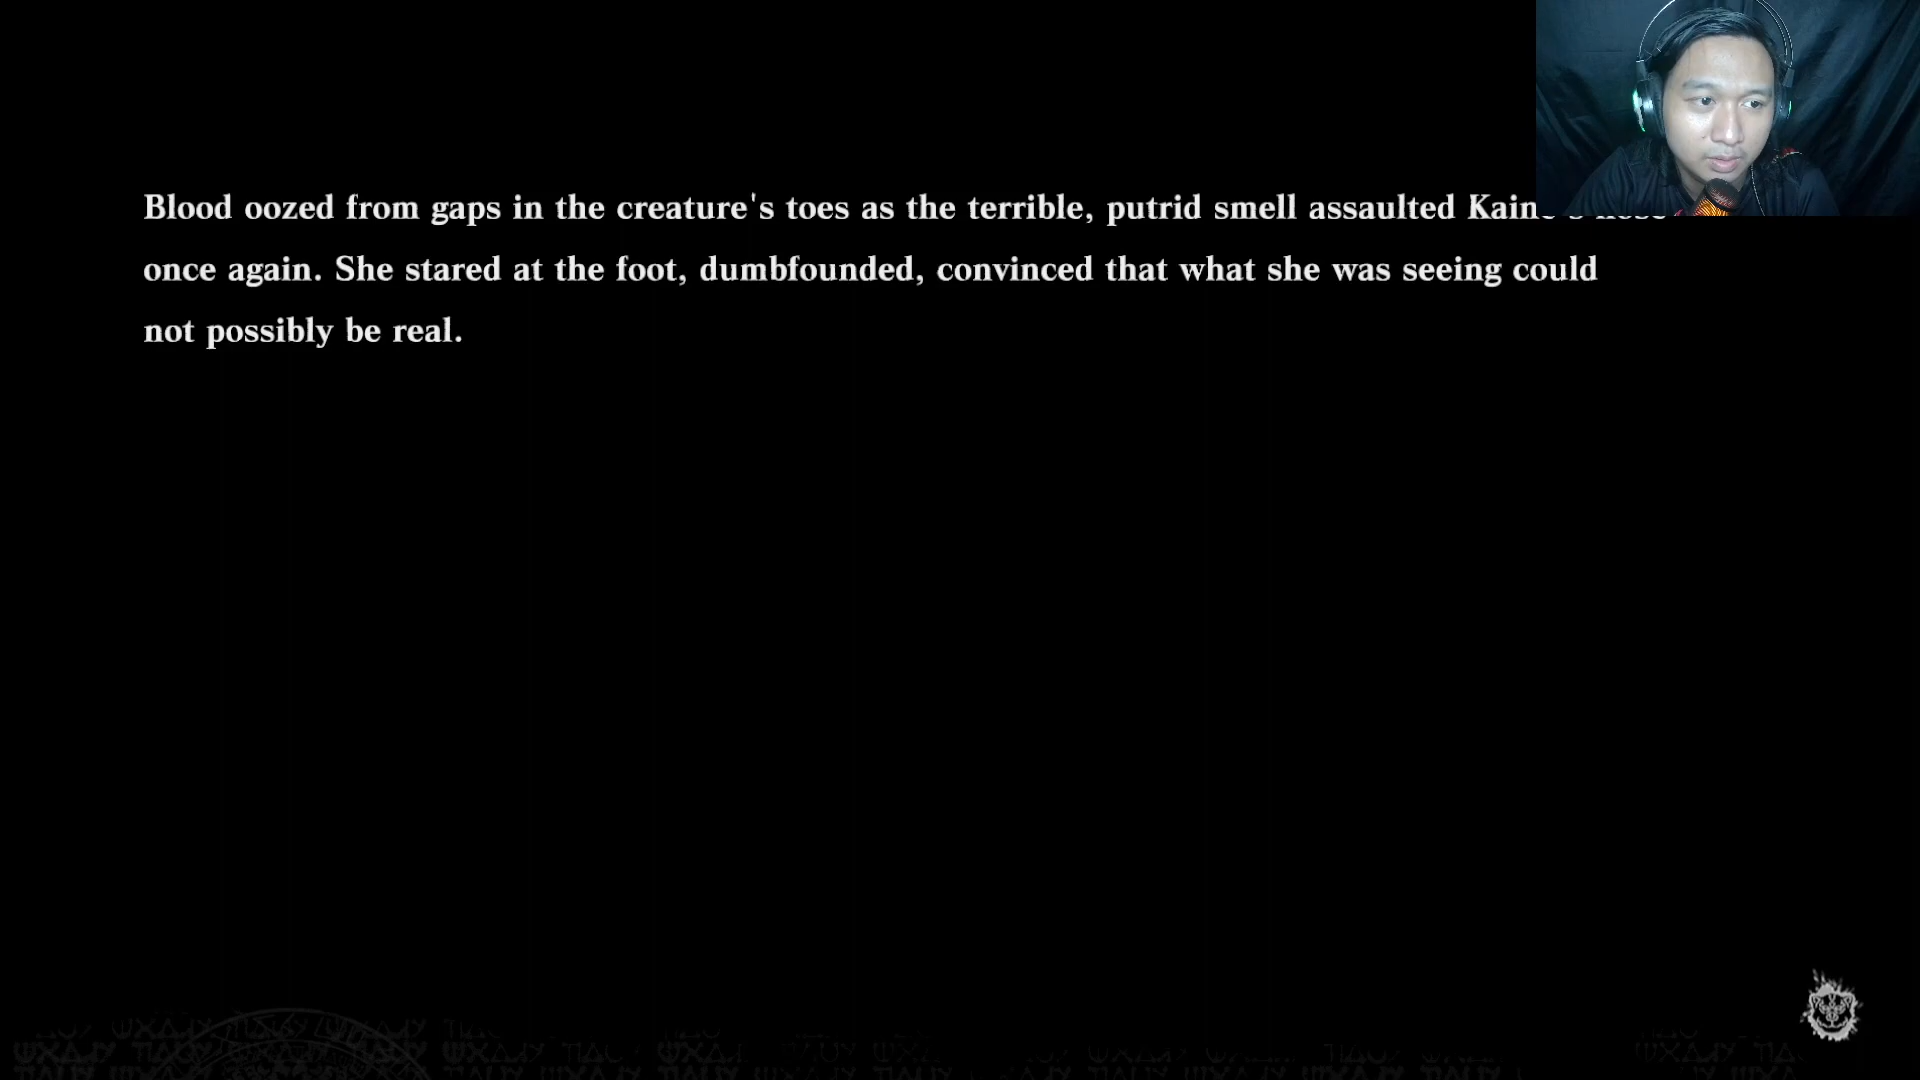 Blood oozed from gaps in the creature's toes as the terrible, putrid smell assaulted
once again. She stared at the foot, dumbfounded, convinced that what she was seeing could
not possibly be real.